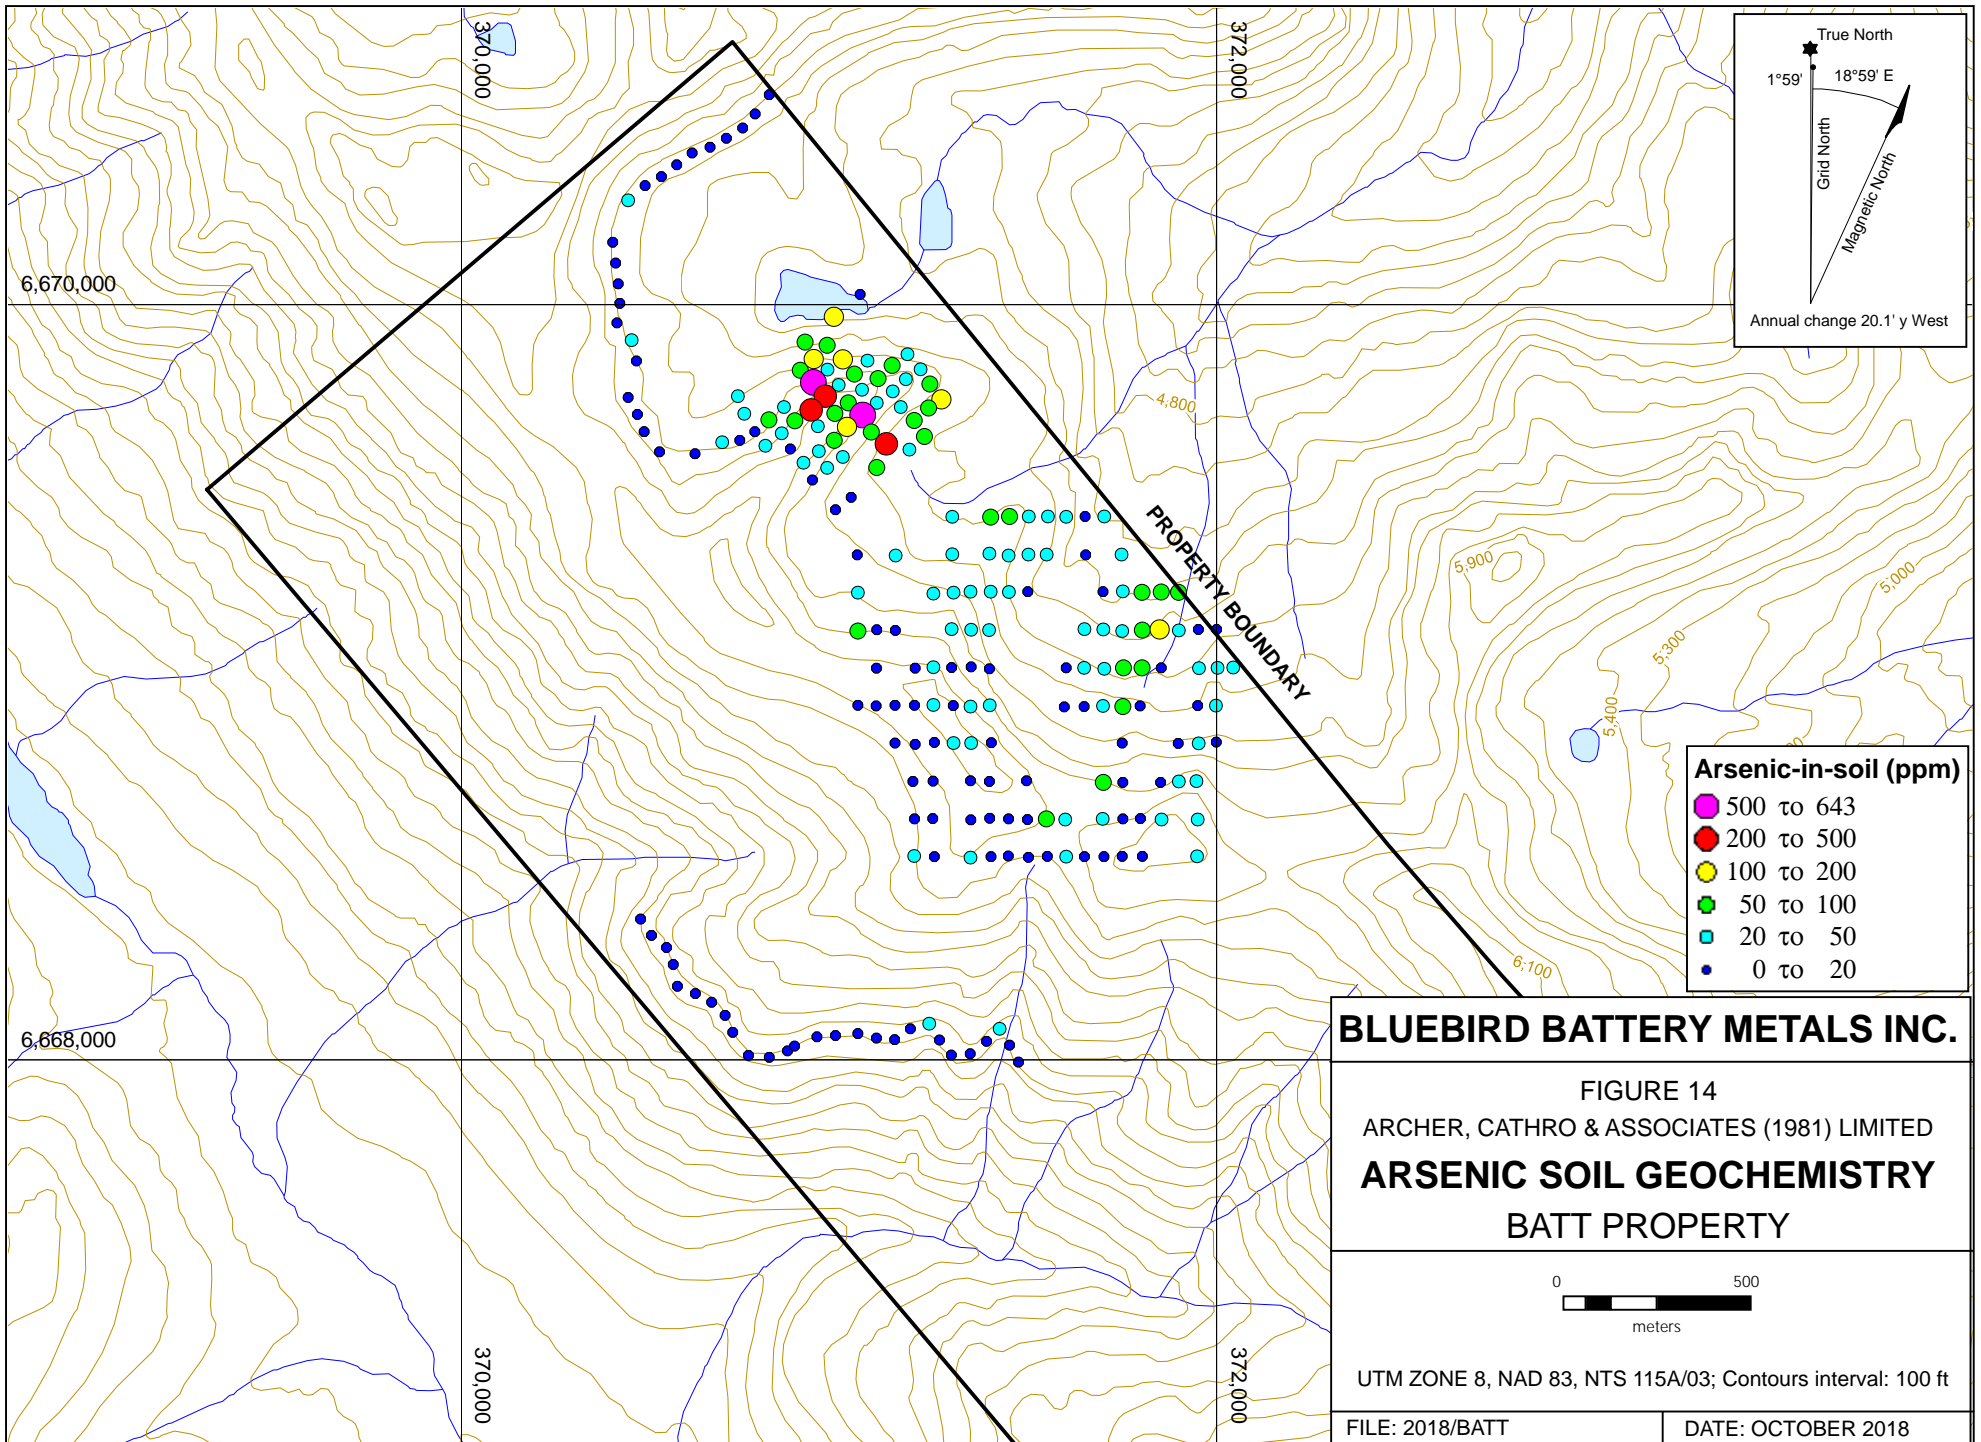 370,000
372,000
True North
1°59'
18°59' E
Grid North
Magnetic North
Annual change 20.1' y West
6,670,000
4,800
PROPERTY BOUNDARY
5,900
5,000
5,300
5,400
Arsenic-in-soil (ppm)
500 το 643
200 το 500
100 το 200
50 το 100
20 το 50
0 το 20
6,100
6,668,000
BLUEBIRD BATTERY METALS INC.
FIGURE 14
ARCHER, CATHRO & ASSOCIATES (1981) LIMITED
ARSENIC SOIL GEOCHEMISTRY
BATT PROPERTY
0 500
meters
370,000
372,000
UTM ZONE 8, NAD 83, NTS 115A/03; Contours interval: 100 ft
FILE: 2018/BATT
DATE: OCTOBER 2018